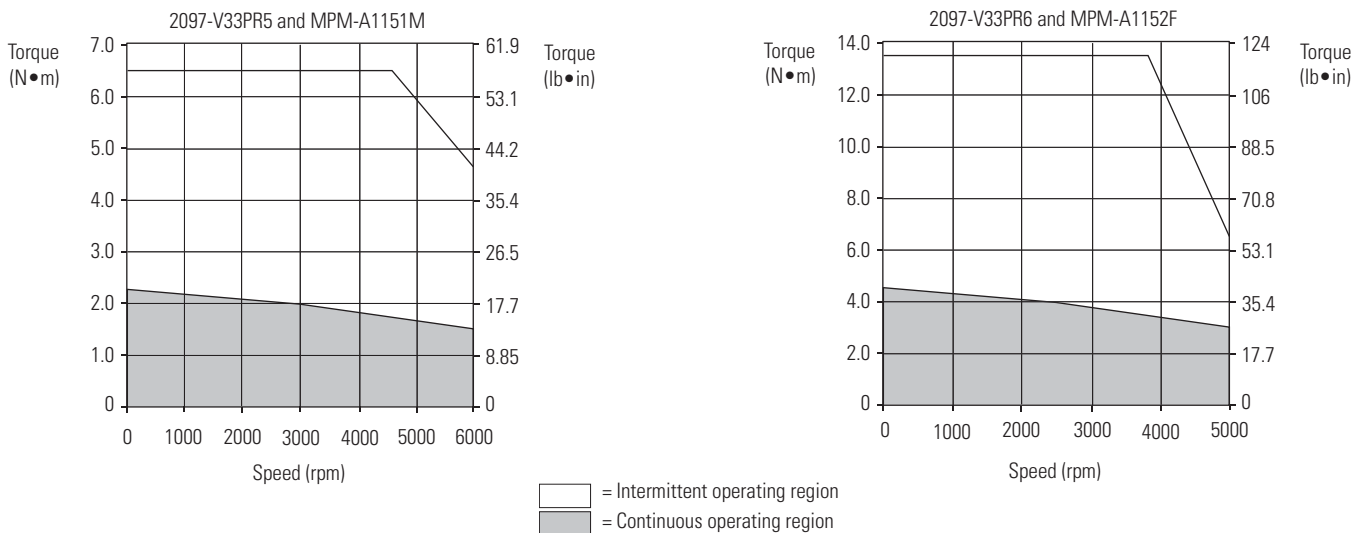 2097-V33PR5 and MPM-A1151M
Torque
(N•m)
7.0
6.0
5.0
4.0
3.0
2.0
1.0
0
61.9
53.1
44.2
35.4
26.5
17.7
8.85
0
Torque
(lb•in)
0 1000 2000 3000 4000 5000 6000
Speed (rpm)
2097-V33PR6 and MPM-A1152F
Torque
(N•m)
14.0
12.0
10.0
8.0
6.0
4.0
2.0
0
124
106
88.5
70.8
53.1
35.4
17.7
0
Torque
(lb•in)
0 1000 2000 3000 4000 5000
Speed (rpm)
= Intermittent operating region
= Continuous operating region